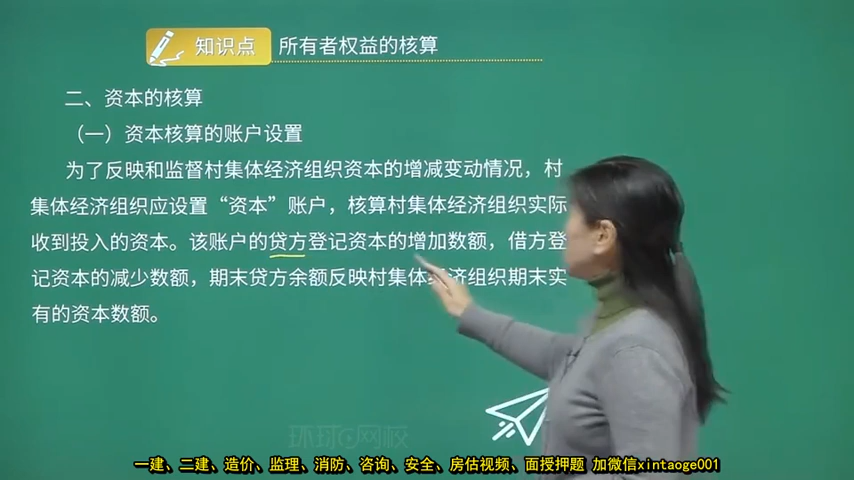 知识点 所有者权益的核算
二、资本的核算
（一）资本核算的账户设置
为了反映和监督村集体经济组织资本的增减变动情况，村
集体经济组织应设置“资本”账户，核算村集体经济组织实际
收到投入的资本。该账户的贷方登记资本的增加数额，借方登
记资本的减少数额，期末贷方余额反映村集体经济组织期末实
有的资本数额。
环球网校
一建、二建、造价、监理、消防、咨询、安全、房估视频、面授押题 加微信xintaoge001